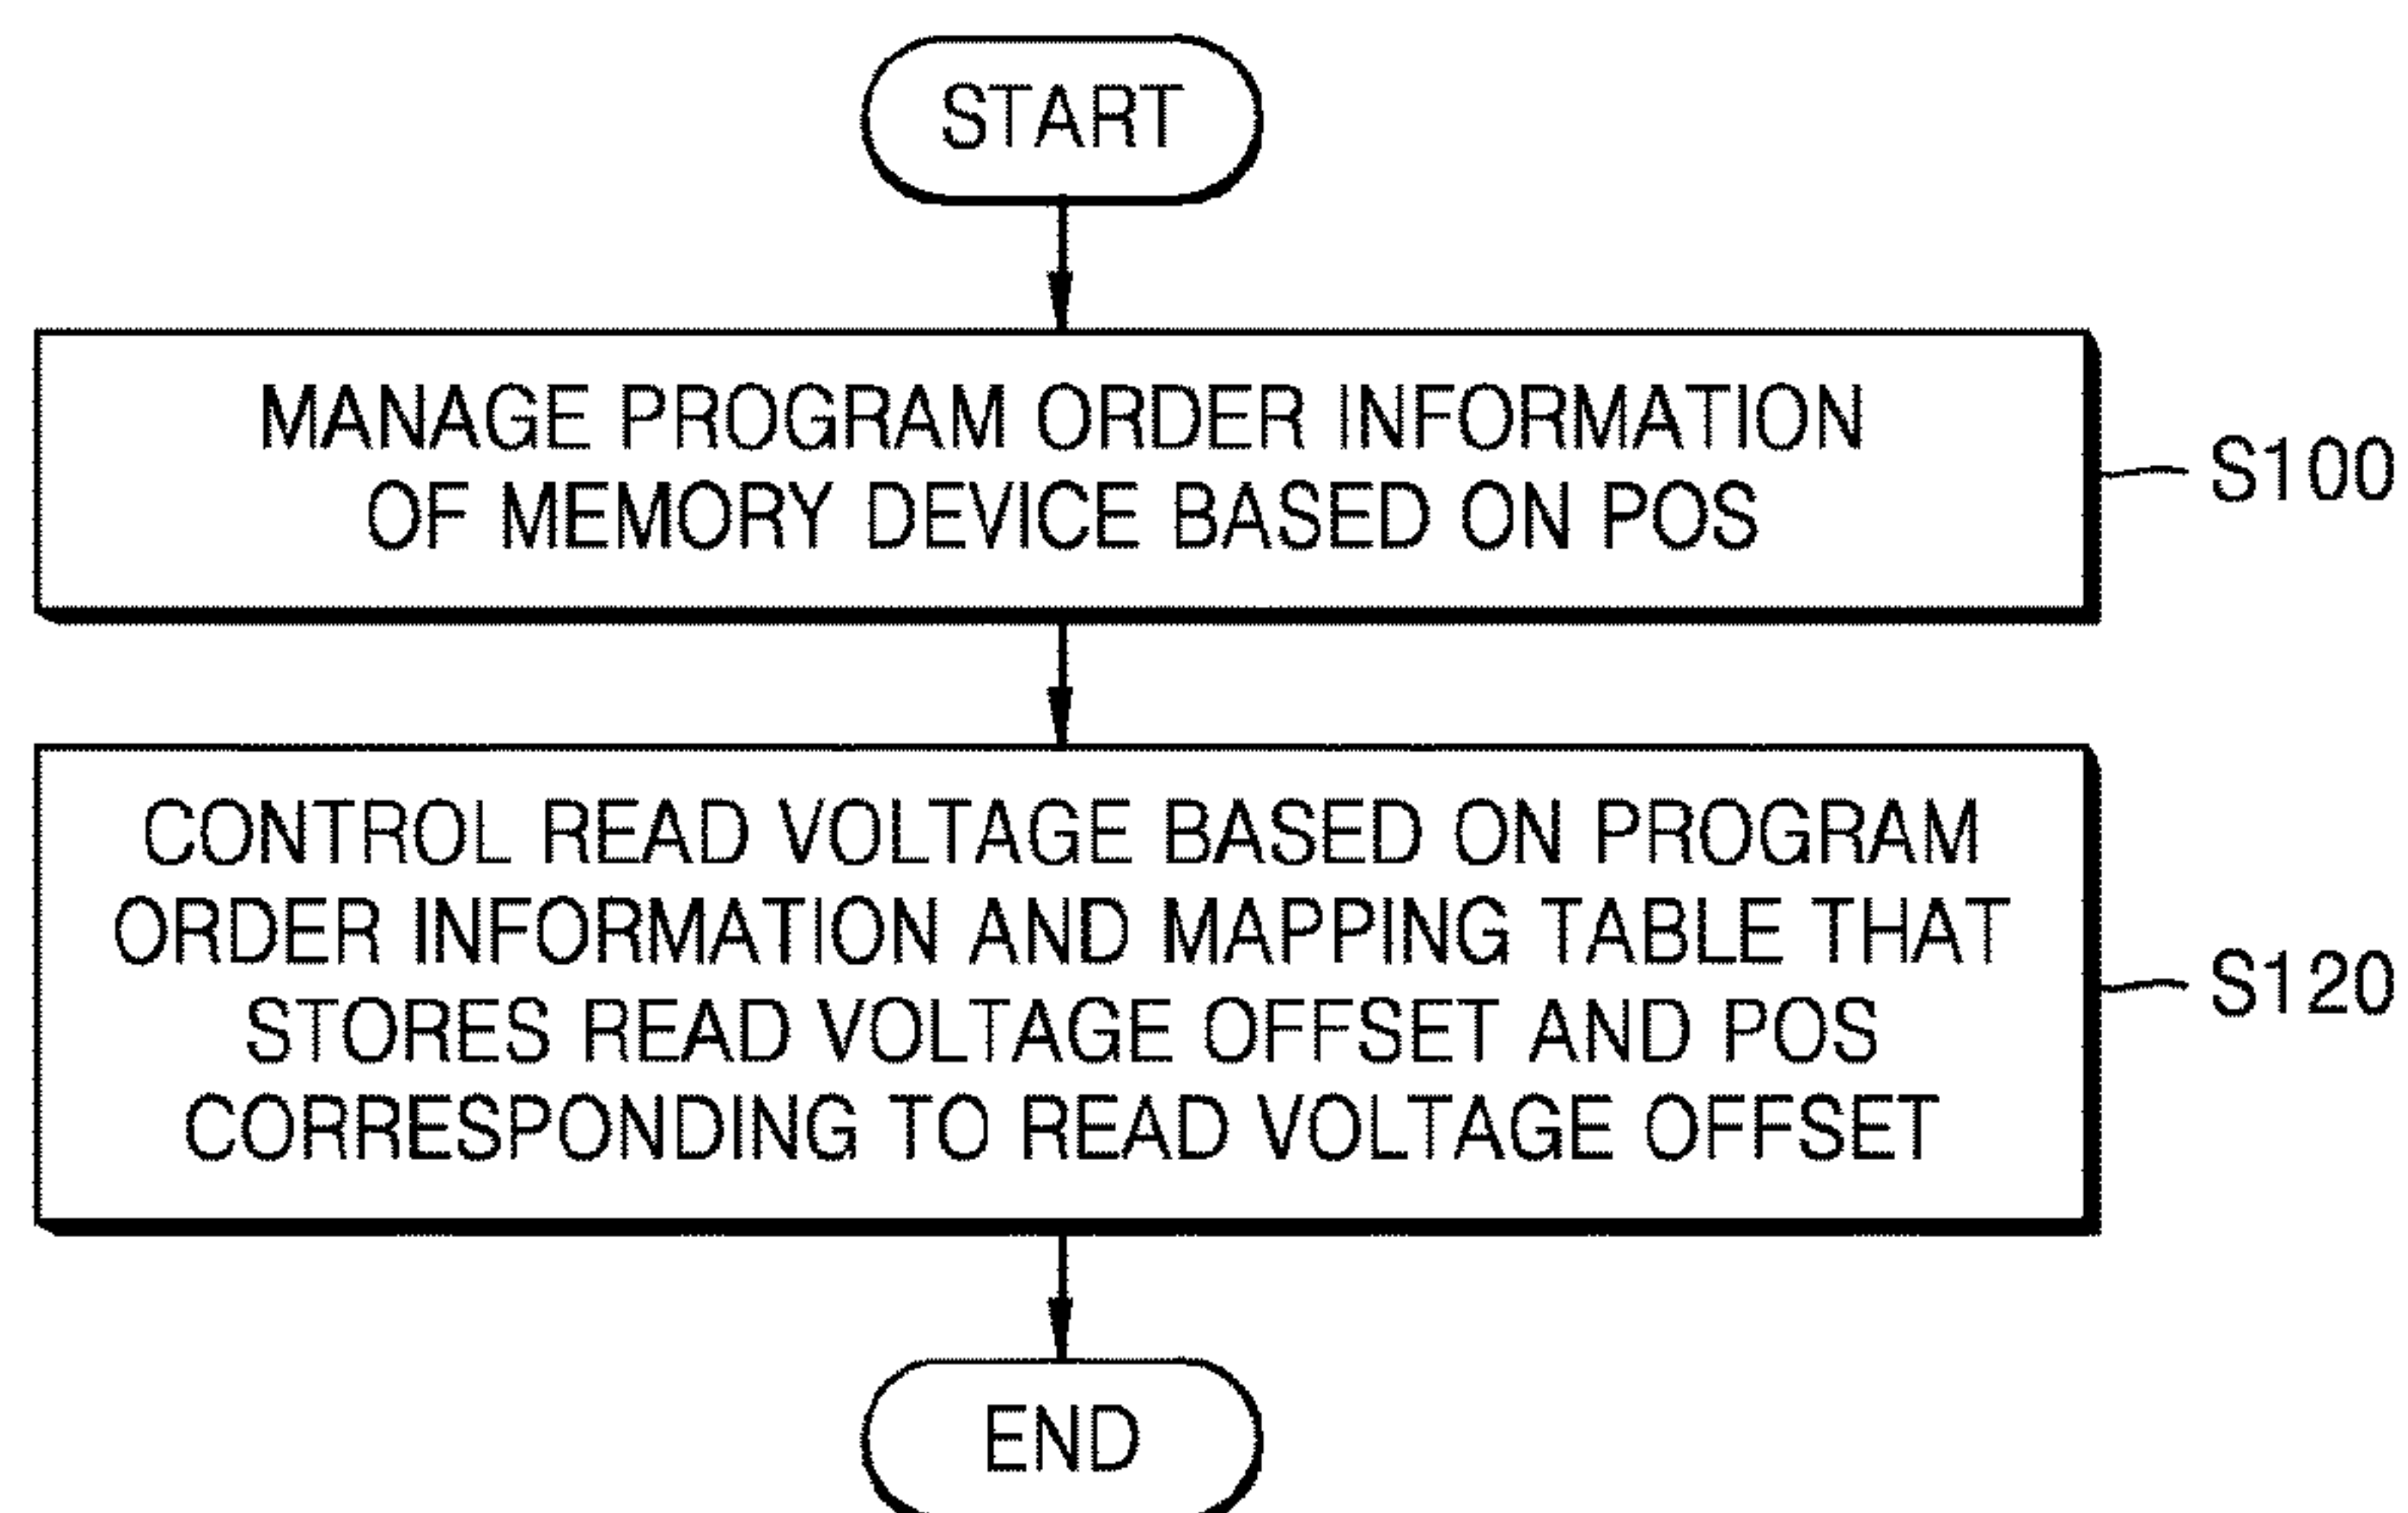 START
MANAGE PROGRAM ORDER INFORMATION
OF MEMORY DEVICE BASED ON POS
S100
CONTROL READ VOLTAGE BASED ON PROGRAM
ORDER INFORMATION AND MAPPING TABLE THAT
STORES READ VOLTAGE OFFSET AND POS
CORRESPONDING TO READ VOLTAGE OFFSET
S120
END